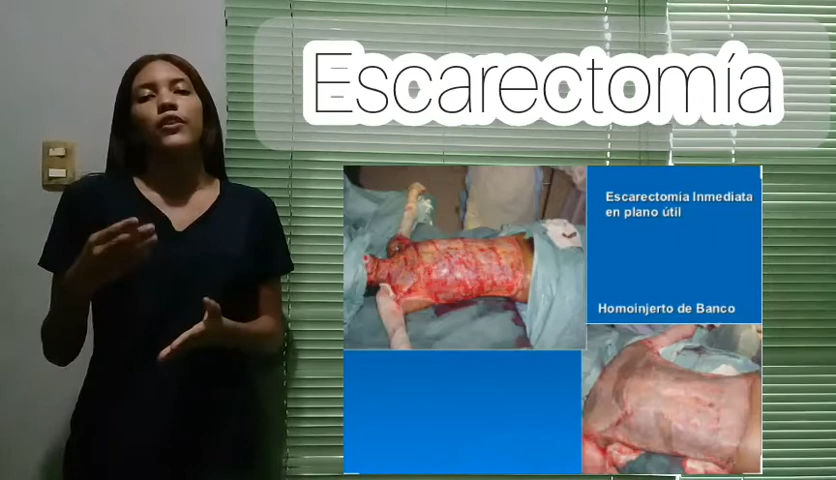 Escarectomía
Escarectomia Inmediata
en plano útil
Homoinjerto de Banco